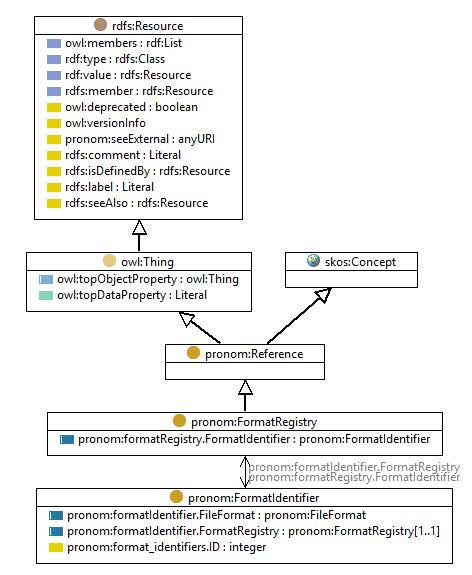 rdfs:Resource
owl:members : rdf:List
rdf:type : rdfs:Class
rdf:value : rdfs:Resource
rdfs:member : rdfs:Resource
owl:deprecated : boolean
owl:versionInfo
pronom:seeExternal : anyURI
rdfs:comment : Literal
rdfs:isDefinedBy : rdfs:Resource
rdfs:label : Literal
rdfs:seeAlso : rdfs:Resource
owl:Thing
owl:topObjectProperty : owl:Thing
owl:topDataProperty : Literal
skos:Concept
pronom:Reference
pronom:FormatRegistry
pronom:formatRegistry.FormatIdentifier : pronom:FormatIdentifier
pronom:formatIdentifier.FormatRegistry
pronom:formatRegistry.FormatIdentifier
pronom:FormatIdentifier
pronom:formatIdentifier.FileFormat : pronom:FileFormat
pronom:formatIdentifier.FormatRegistry : pronom:FormatRegistry[1..1]
pronom:format_identifiers.ID : integer